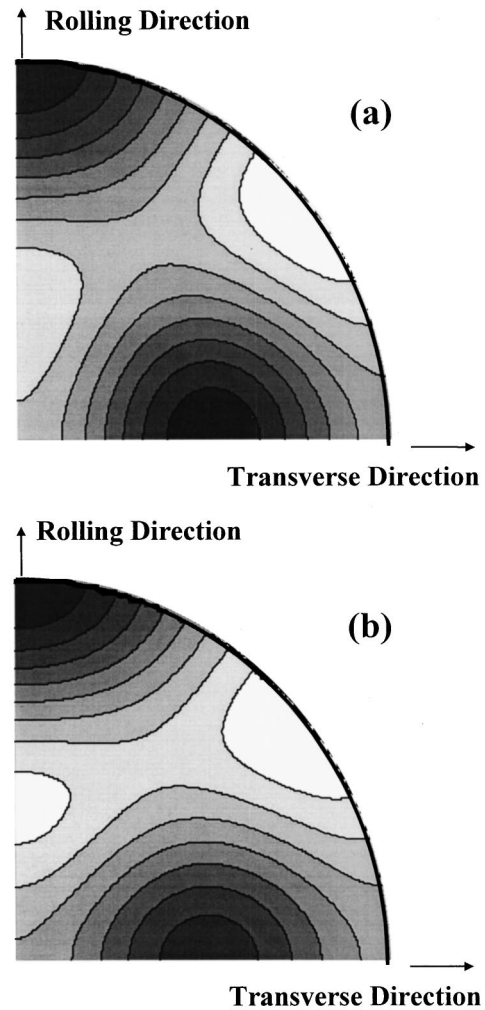 Rolling Direction
(a)
Transverse Direction
Rolling Direction
(b)
Transverse Direction